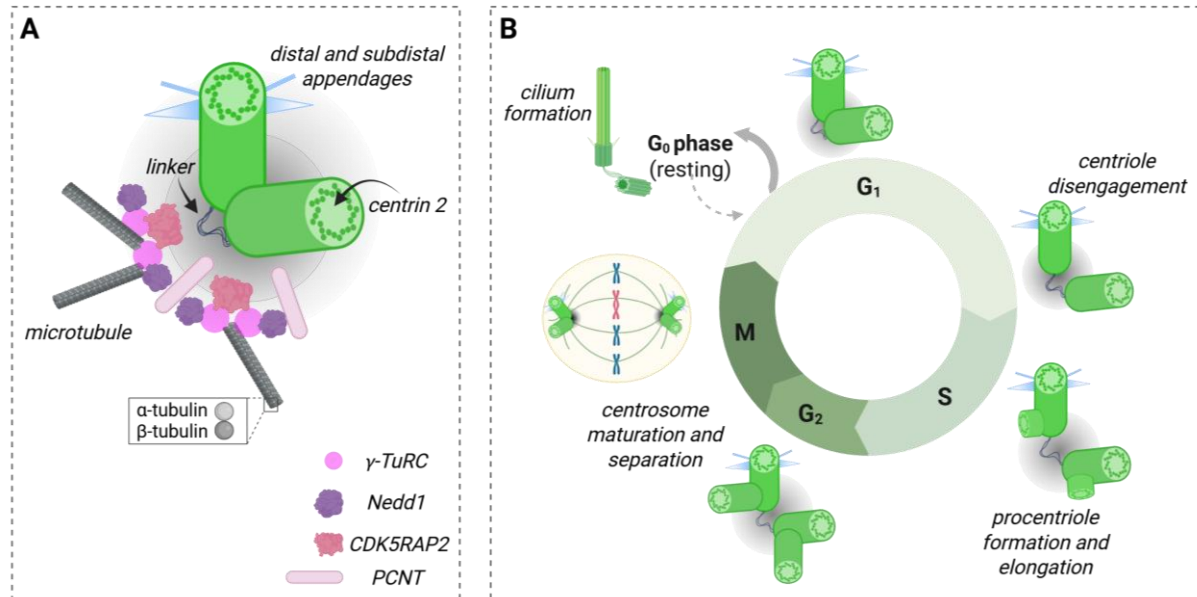 A
distal and subdistal
appendages
linker
centrin 2
microtubule
α-tubulin
β-tubulin
γ-TuRC
Nedd1
CDK5RAP2
PCNT
B
cilium
formation
G₀ phase
(resting)
G₁
centriole
disengagement
S
procentriole
formation and
elongation
G₂
centrosome
maturation and
separation
M